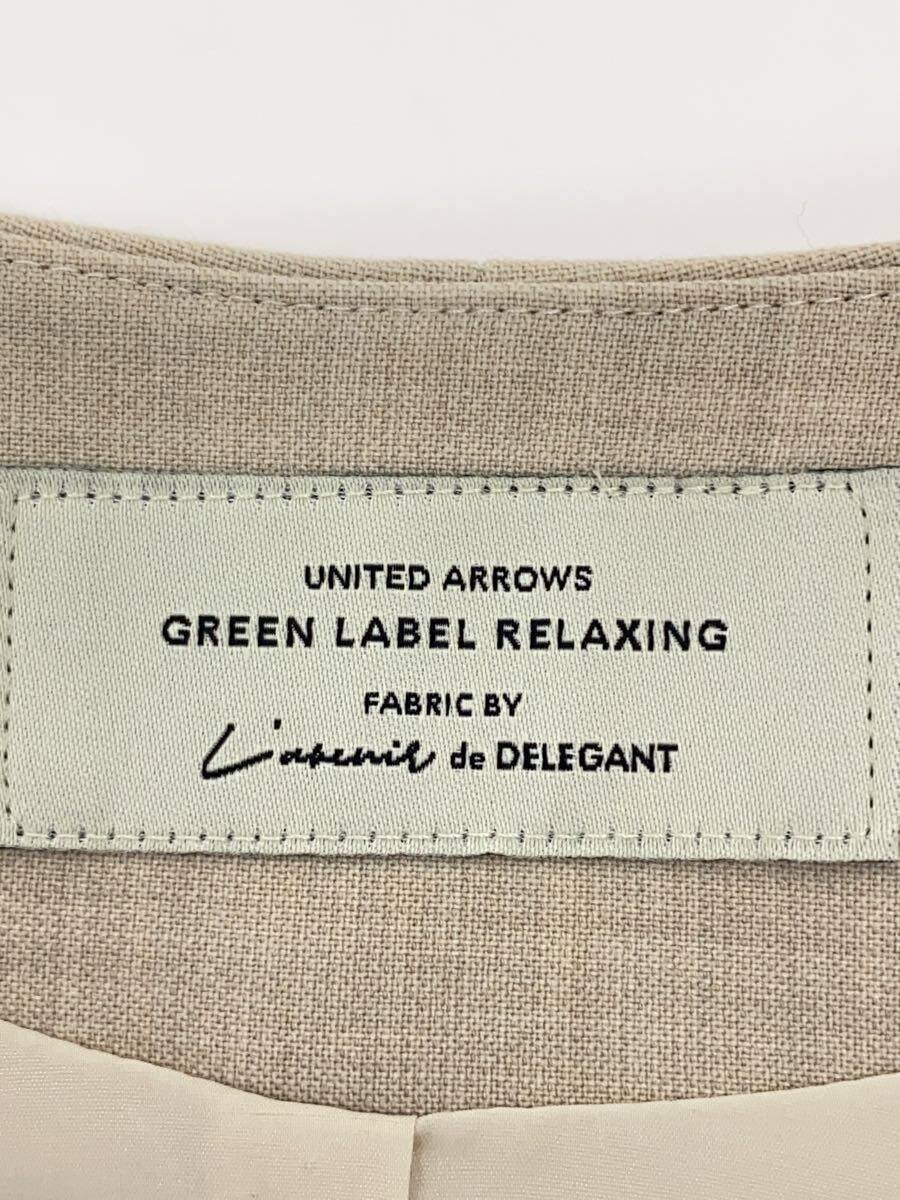 UNITED ARROWS
GREEN LABEL RELAXING
FABRIC BY
L'avenir de DELEGANT